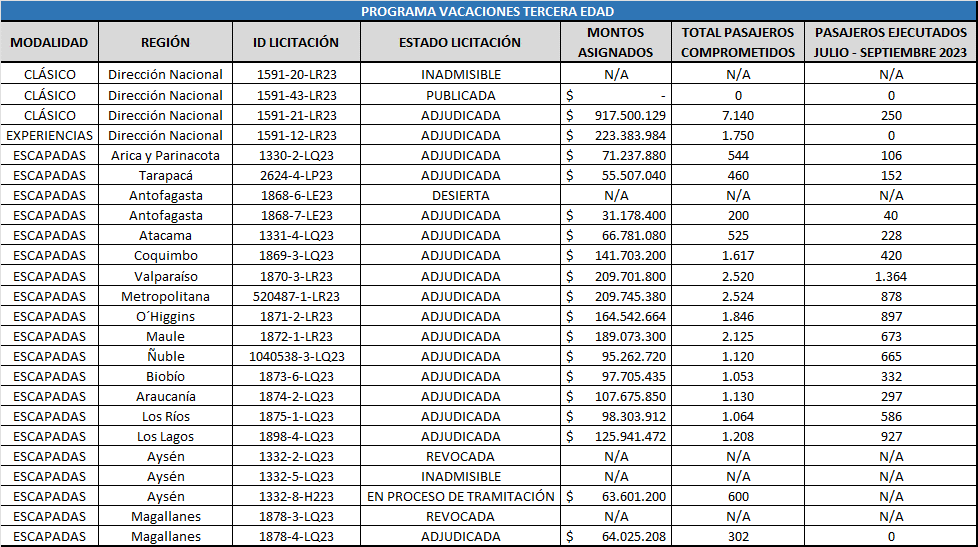 PROGRAMA VACACIONES TERCERA EDAD
MODALIDAD REGIÓN ID LICITACIÓN ESTADO LICITACIÓN MONTOS ASIGNADOS TOTAL PASAJEROS COMPROMETIDOS PASAJEROS EJECUTADOS JULIO - SEPTIEMBRE 2023
CLÁSICO Dirección Nacional 1591-20-LR23 INADMISIBLE N/A N/A N/A
CLÁSICO Dirección Nacional 1591-43-LR23 PUBLICADA $ - 0 0
CLÁSICO Dirección Nacional 1591-21-LR23 ADJUDICADA $ 917.500.129 7.140 250
EXPERIENCIAS Dirección Nacional 1591-12-LR23 ADJUDICADA $ 223.383.984 1.750 0
ESCAPADAS Arica y Parinacota 1330-2-LQ23 ADJUDICADA $ 71.237.880 544 106
ESCAPADAS Tarapacá 2624-4-LP23 ADJUDICADA $ 55.507.040 460 152
ESCAPADAS Antofagasta 1868-6-LE23 DESIERTA N/A N/A N/A
ESCAPADAS Antofagasta 1868-7-LE23 ADJUDICADA $ 31.178.400 200 40
ESCAPADAS Atacama 1331-4-LQ23 ADJUDICADA $ 66.781.080 525 228
ESCAPADAS Coquimbo 1869-3-LQ23 ADJUDICADA $ 141.703.200 1.617 420
ESCAPADAS Valparaíso 1870-3-LR23 ADJUDICADA $ 209.701.800 2.520 1.364
ESCAPADAS Metropolitana 520487-1-LR23 ADJUDICADA $ 209.745.380 2.524 878
ESCAPADAS O´Higgins 1871-2-LR23 ADJUDICADA $ 164.542.664 1.846 897
ESCAPADAS Maule 1872-1-LR23 ADJUDICADA $ 189.073.300 2.125 673
ESCAPADAS Ñuble 1040538-3-LQ23 ADJUDICADA $ 95.262.720 1.120 665
ESCAPADAS Biobío 1873-6-LQ23 ADJUDICADA $ 97.705.435 1.053 332
ESCAPADAS Araucanía 1874-2-LQ23 ADJUDICADA $ 107.675.850 1.130 297
ESCAPADAS Los Ríos 1875-1-LQ23 ADJUDICADA $ 98.303.912 1.064 586
ESCAPADAS Los Lagos 1898-4-LQ23 ADJUDICADA $ 125.941.472 1.208 927
ESCAPADAS Aysén 1332-2-LQ23 REVOCADA N/A N/A N/A
ESCAPADAS Aysén 1332-5-LQ23 INADMISIBLE N/A N/A N/A
ESCAPADAS Aysén 1332-8-H223 EN PROCESO DE TRAMITACIÓN $ 63.601.200 600 N/A
ESCAPADAS Magallanes 1878-3-LQ23 REVOCADA N/A N/A N/A
ESCAPADAS Magallanes 1878-4-LQ23 ADJUDICADA $ 64.025.208 302 0